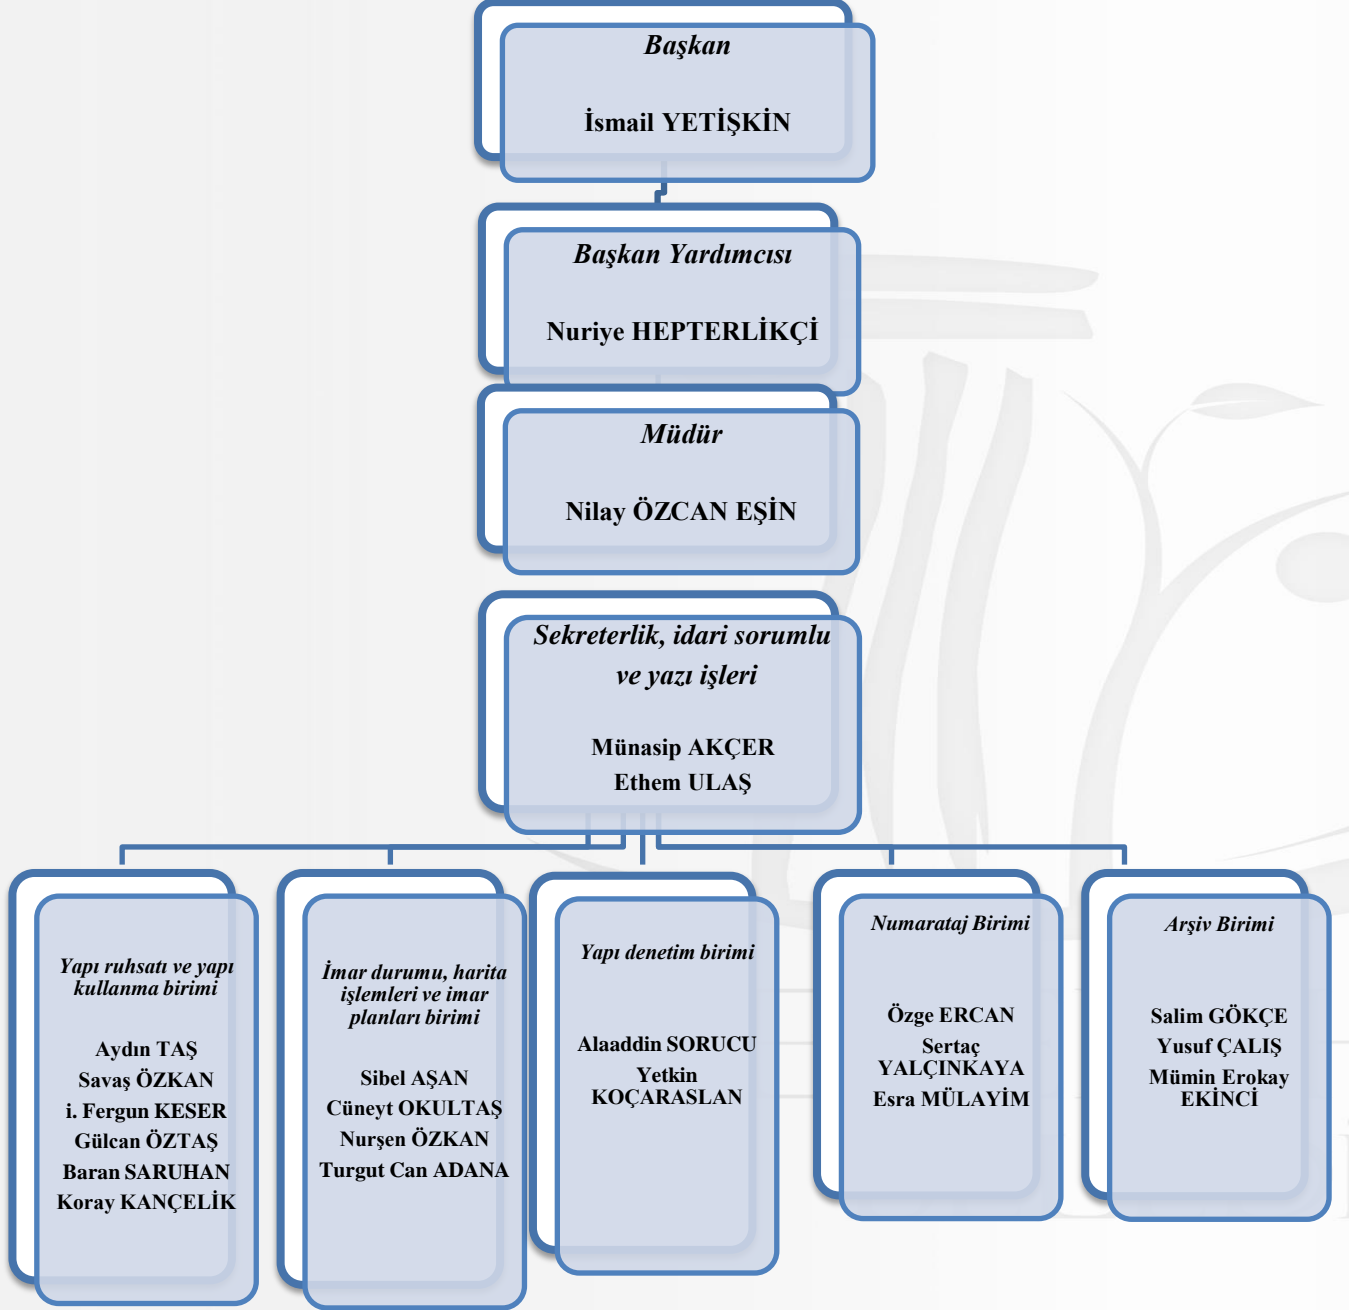 Başkan
İsmail YETİŞKİN
Başkan Yardımcısı
Nuriye HEPTERLİKÇİ
Müdür
Nilay ÖZCAN EŞİN
Sekreterlik, idari sorumlu
ve yazı işleri
Münasip AKÇER
Ethem ULAŞ
Yapı ruhsatı ve yapı
kullanma birimi
Aydın TAŞ
Savaş ÖZKAN
i. Fergun KESER
Gülcan ÖZTAŞ
Baran SARUHAN
Koray KANÇELİK
İmar durumu, harita
işlemleri ve imar
planları birimi
Sibel AŞAN
Cüneyt OKULTAŞ
Nurşen ÖZKAN
Turgut Can ADANA
Yapı denetim birimi
Alaaddin SORUCU
Yetkin
KOÇARASLAN
Numarataj Birimi
Özge ERCAN
Sertaç
YALÇINKAYA
Esra MÜLAYİM
Arşiv Birimi
Salim GÖKÇE
Yusuf ÇALIŞ
Mümin Erokay
EKİNCİ